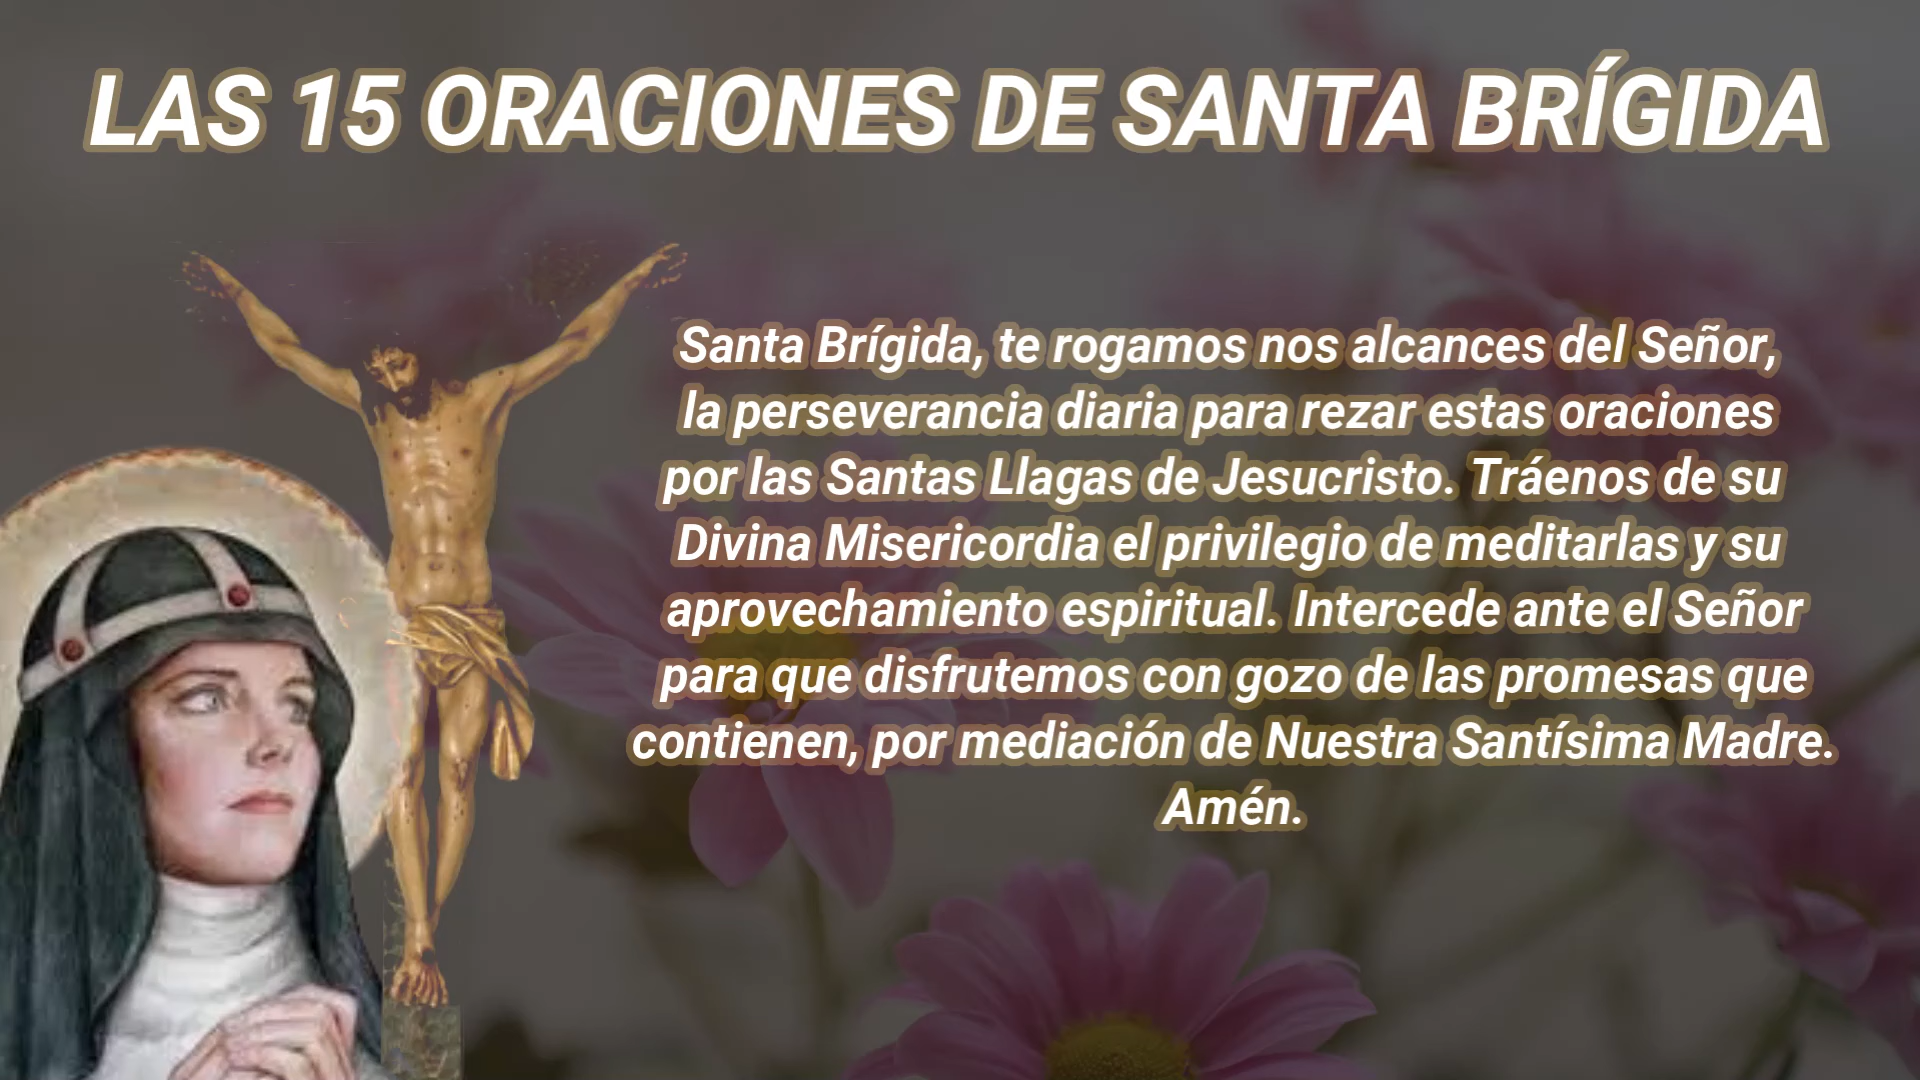 LAS 15 ORACIONES DE SANTA BRÍGIDA
Santa Brígida, te rogamos nos alcances del Señor,
la perseverancia diaria para rezar estas oraciones
por las Santas Llagas de Jesucristo. Tráenos de su
Divina Misericordia el privilegio de meditarlas y su
aprovechamiento espiritual. Intercede ante el Señor
para que disfrutemos con gozo de las promesas que
contienen, por mediación de Nuestra Santísima Madre.
Amén.